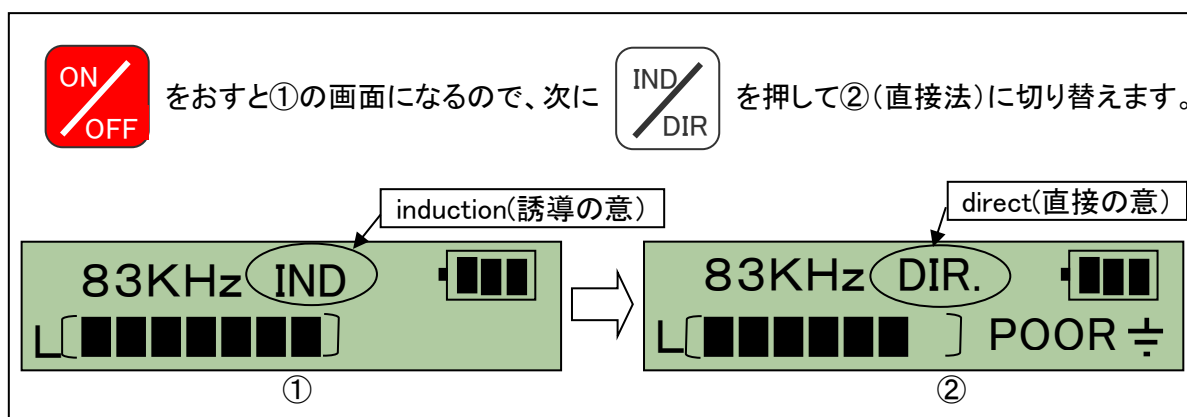 ON/OFF をおすと①の画面になるので、次に IND/DIR を押して②(直接法)に切り替えます。
induction(誘導の意)
direct(直接の意)
83KHz IND
83KHz DIR.
L[ ]
L[ ] POOR
①
②